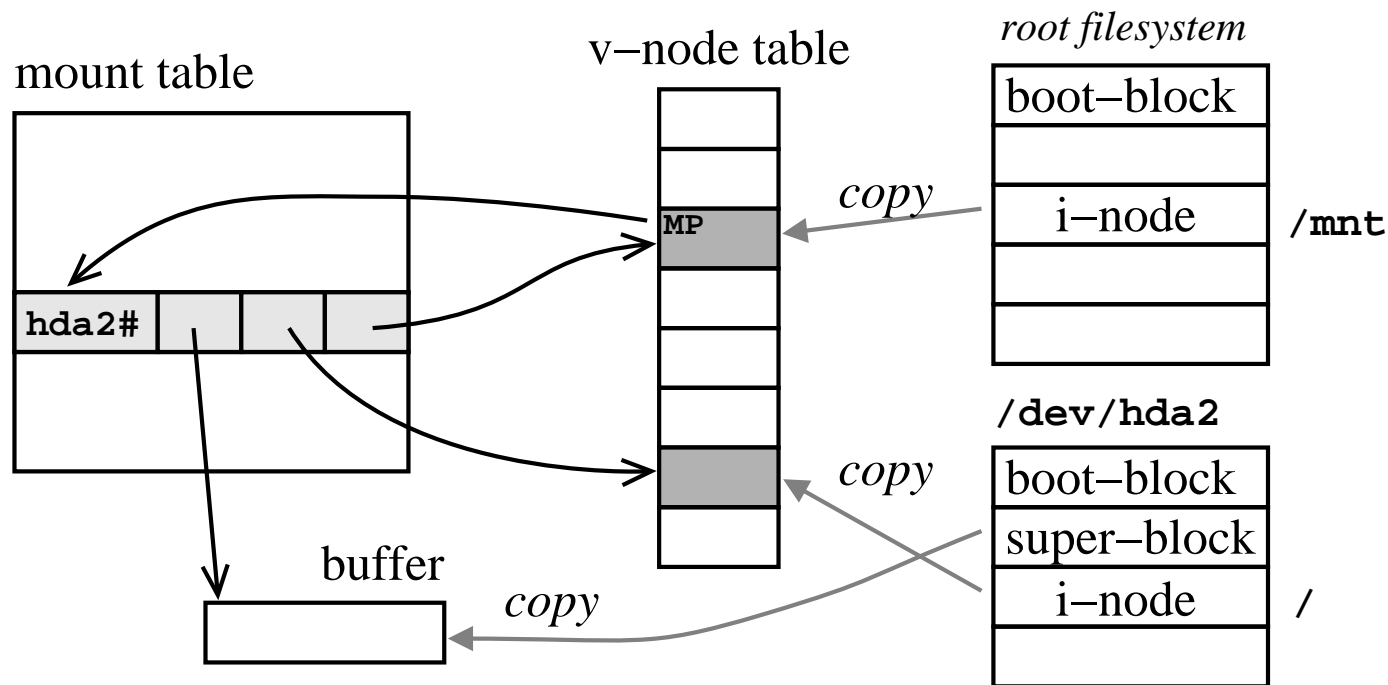 root filesystem
v−node table
mount table
boot−block
copy
i−node
MP
/mnt
hda2#
/dev/hda2
copy
boot−block
super−block
buffer
copy
i−node
/